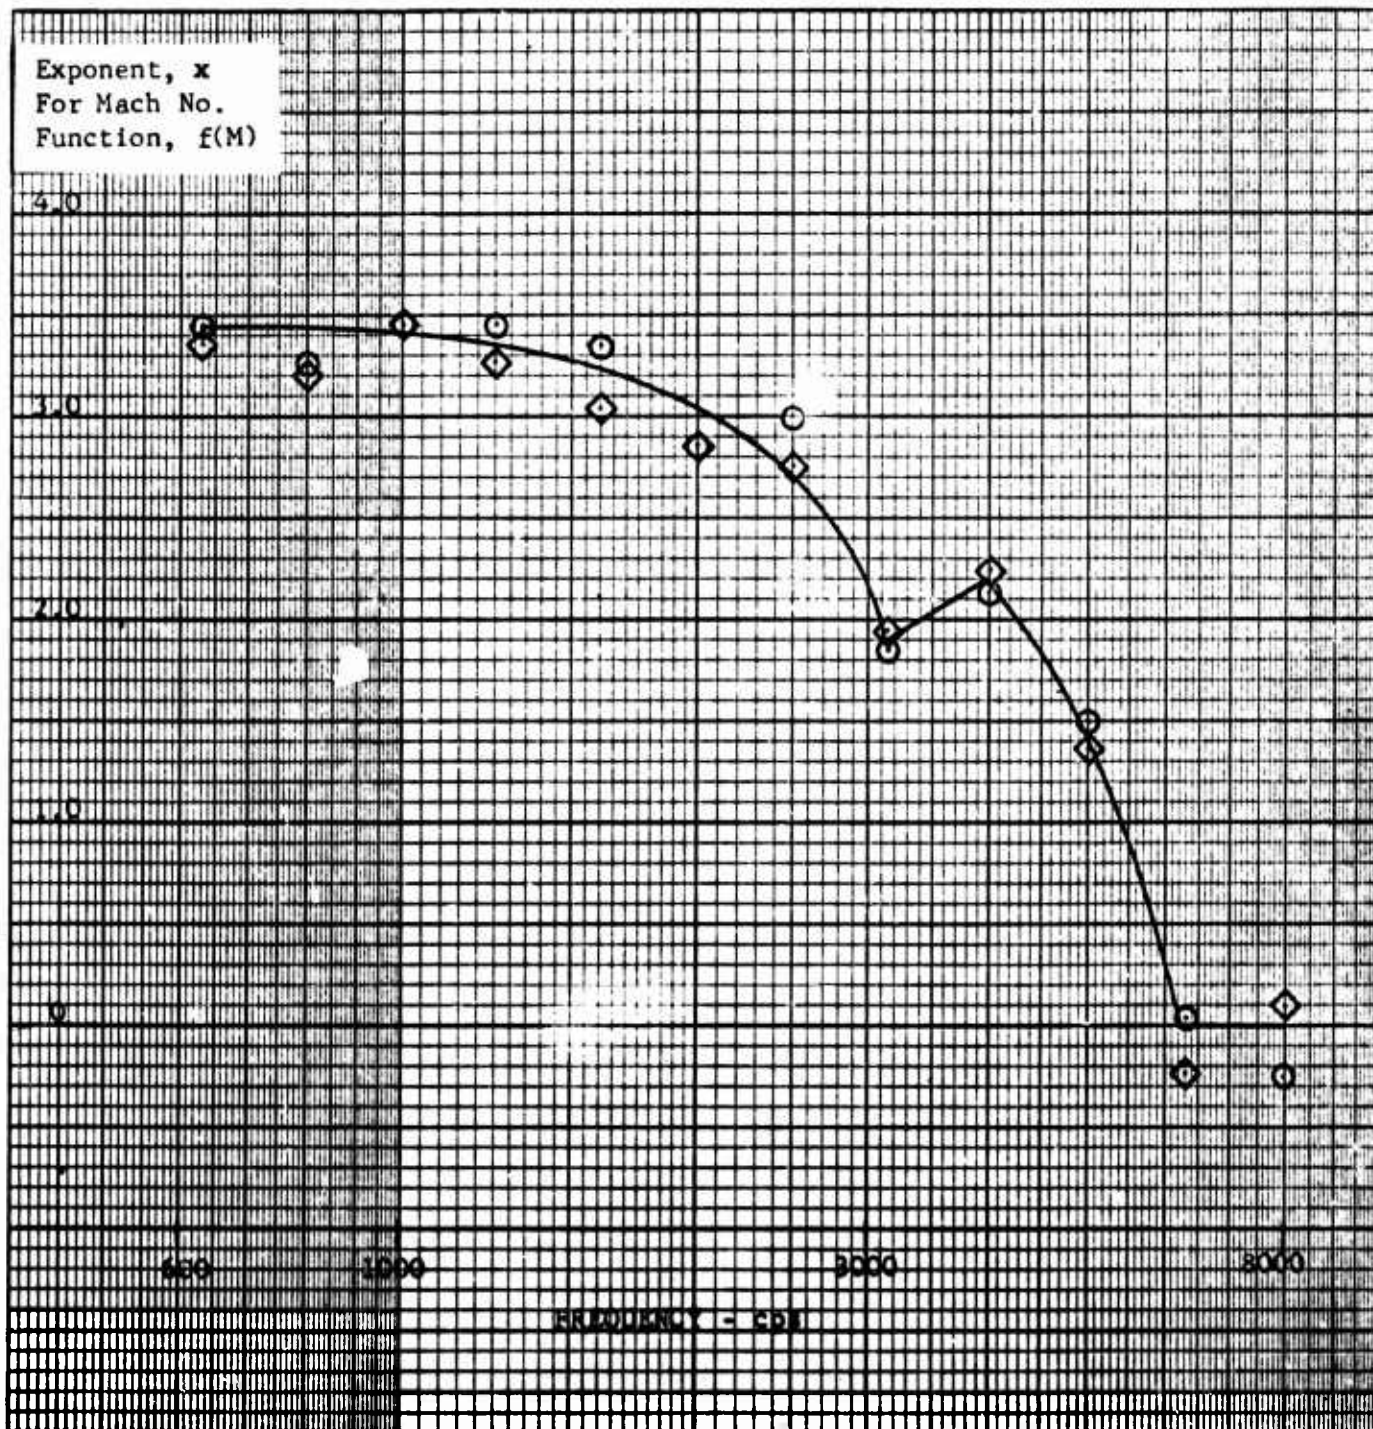 Exponent, x
For Mach No.
Function, f(M)
4.0
3.0
2.0
1.0
0
600 1000 3000 8000
FREQUENCY - cps